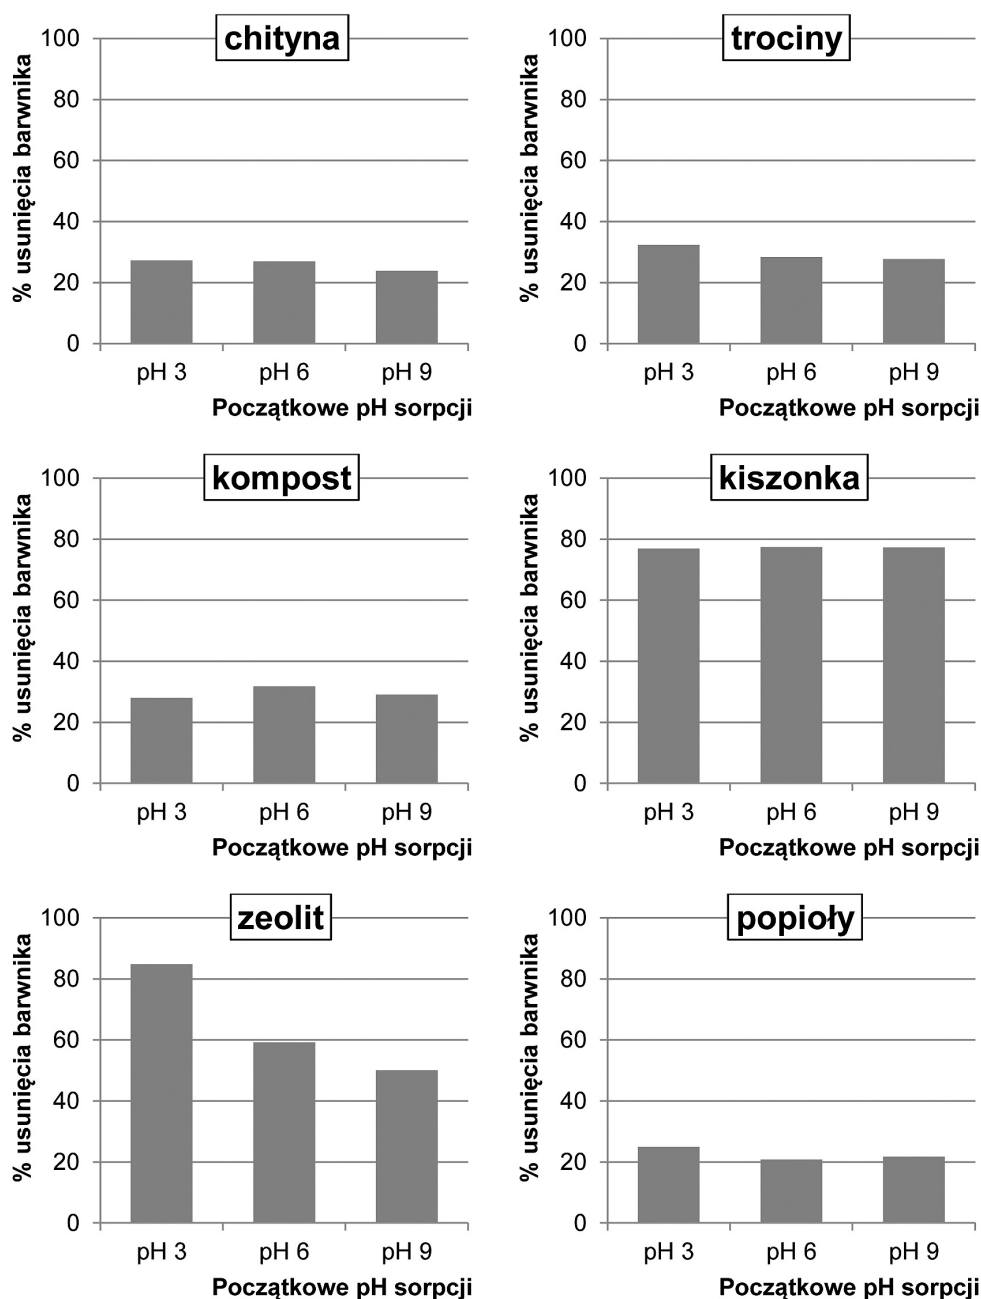 chityna
% usunięcia barwnika
100
80
60
40
20
0
pH 3 pH 6 pH 9
Początkowe pH sorpcji
trociny
% usunięcia barwnika
100
80
60
40
20
0
pH 3 pH 6 pH 9
Początkowe pH sorpcji
kompost
% usunięcia barwnika
100
80
60
40
20
0
pH 3 pH 6 pH 9
Początkowe pH sorpcji
kiszonka
% usunięcia barwnika
100
80
60
40
20
0
pH 3 pH 6 pH 9
Początkowe pH sorpcji
zeolit
% usunięcia barwnika
100
80
60
40
20
0
pH 3 pH 6 pH 9
Początkowe pH sorpcji
popioły
% usunięcia barwnika
100
80
60
40
20
0
pH 3 pH 6 pH 9
Początkowe pH sorpcji